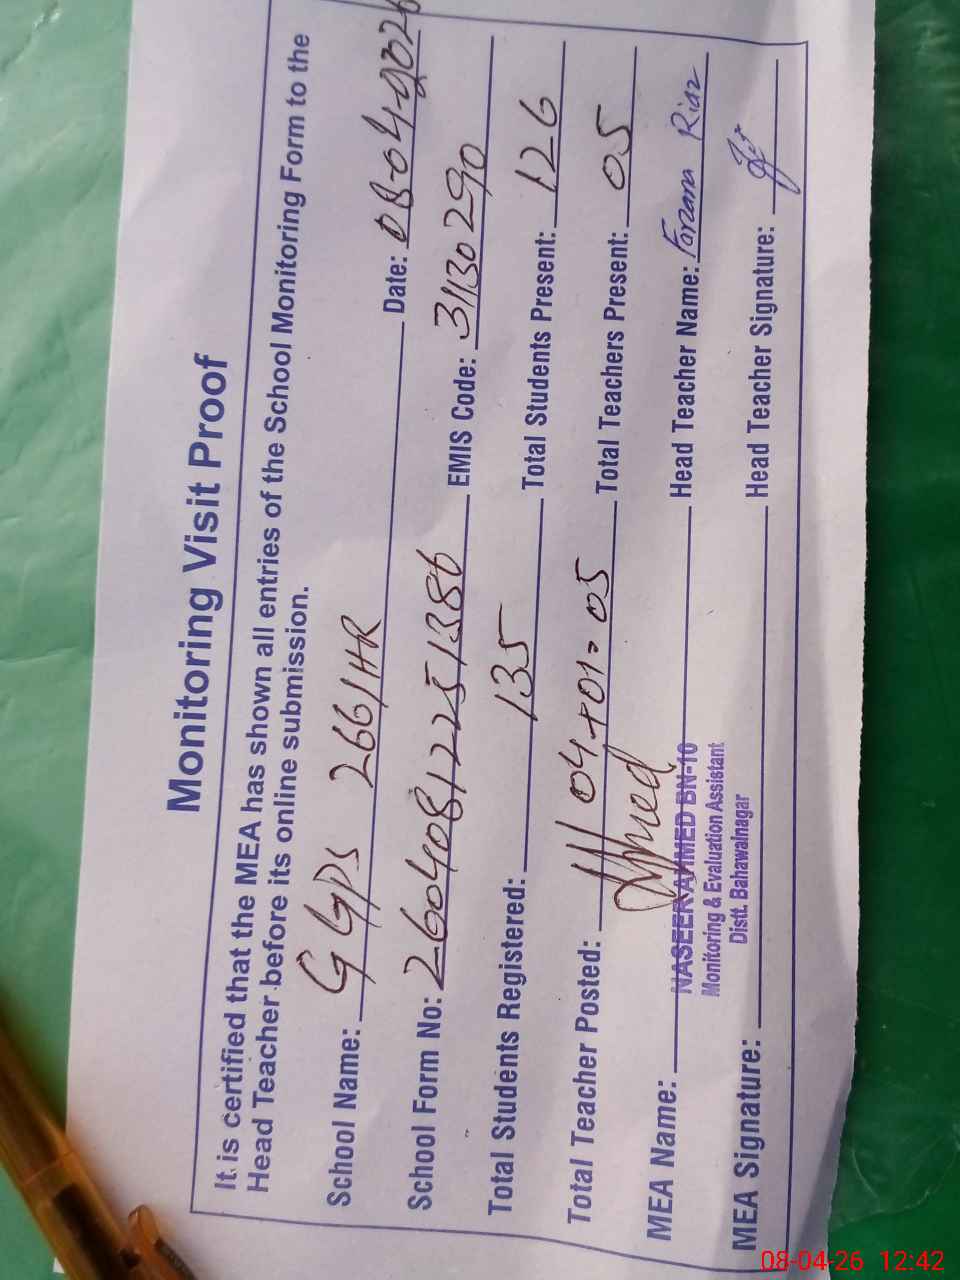 Monitoring Visit Proof
It is certified that the MEA has shown all entries of the School Monitoring Form to the
Head Teacher before its online submission.
School Name: GGPS 266/HR Date: 08-04-2026
School Form No: 26040812251386 EMIS Code: 31130290
Total Students Registered: 135 Total Students Present: 126
Total Teacher Posted: 04+01=05 Total Teachers Present: 05
MEA Name: Head Teacher Name: Farzana Riaz
NASEER AHMED BN-10
Monitoring & Evaluation Assistant
Distt. Bahawalnagar
MEA Signature: Head Teacher Signature:
08-04-26 12:42